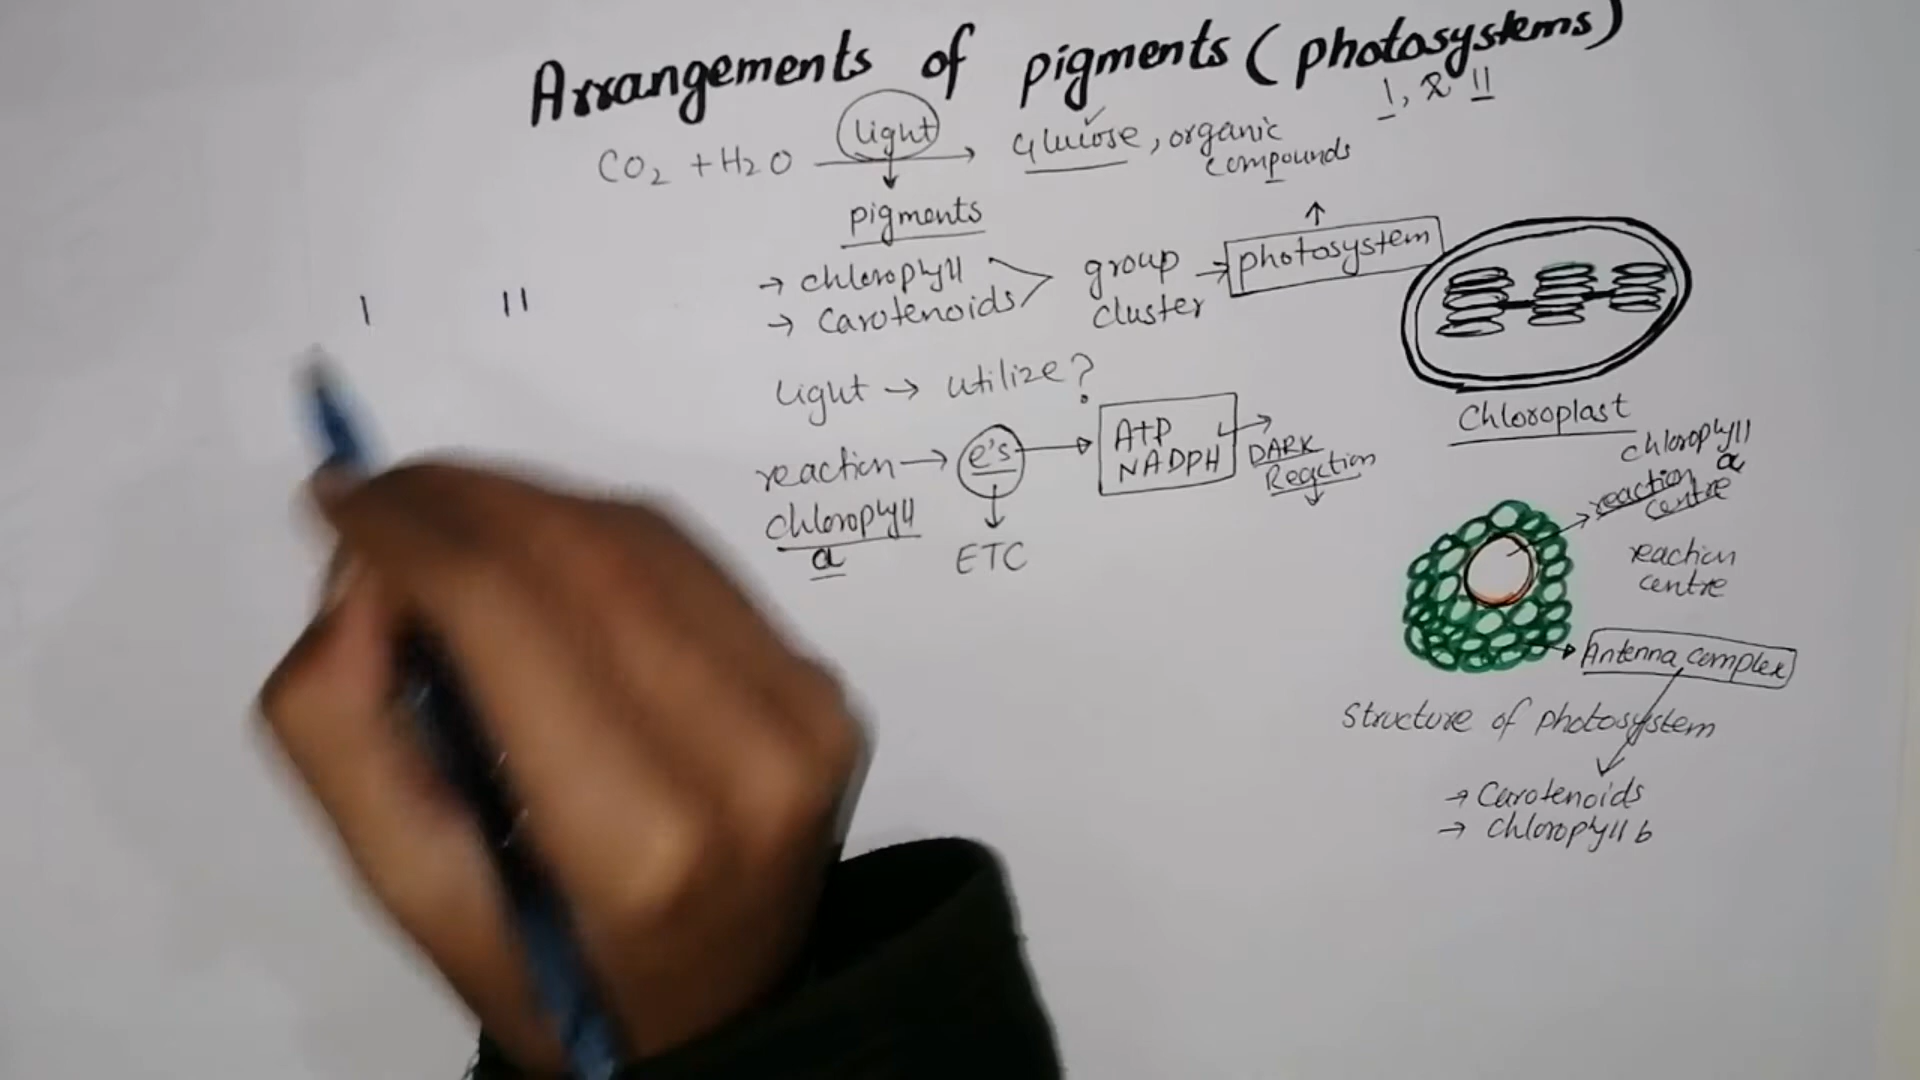 Arrangements of pigments (photosystems)
I, & II
CO2 + H2O light → Glucose, organic compounds
pigments
→ chlorophyll
→ carotenoids
group cluster → photosystem
I II
Light → utilize?
reaction → e's → ATP NADPH
DARK Reaction
chlorophyll a
ETC
Chloroplast
chlorophyll a
reaction centre
reaction centre
Antenna complex
Structure of photosystem
→ Carotenoids
→ chlorophyll b